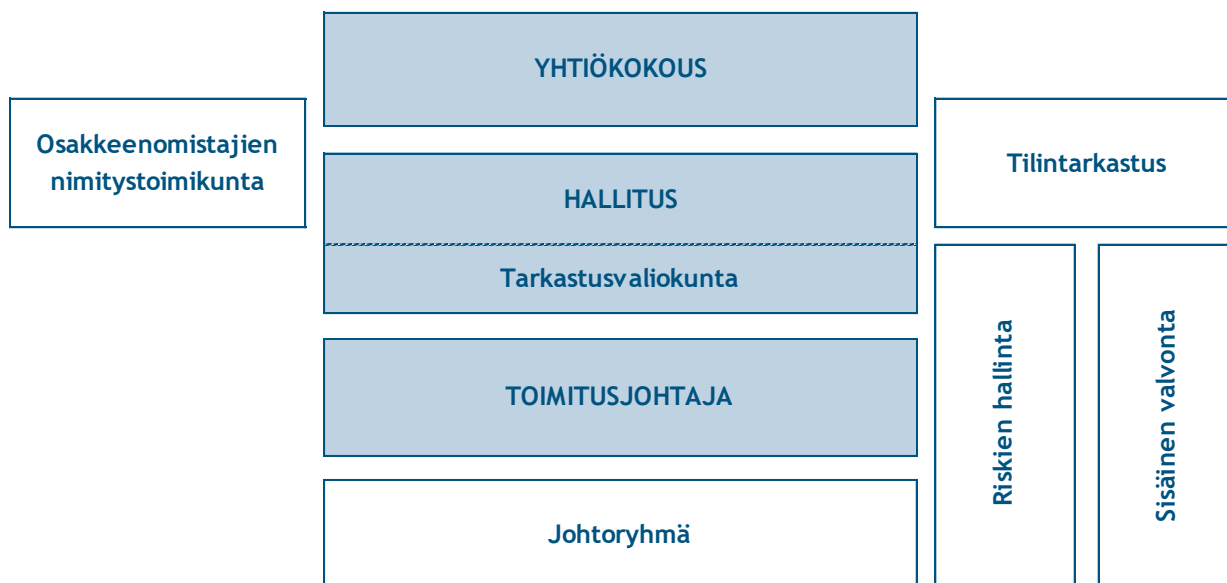 YHTIÖKOKOUS
Osakkeenomistajien
nimitystoimikunta
Tilintarkastus
HALLITUS
Tarkastusvaliokunta
TOIMITUSJOHTAJA
Johtoryhmä
Riskien hallinta
Sisäinen valvonta